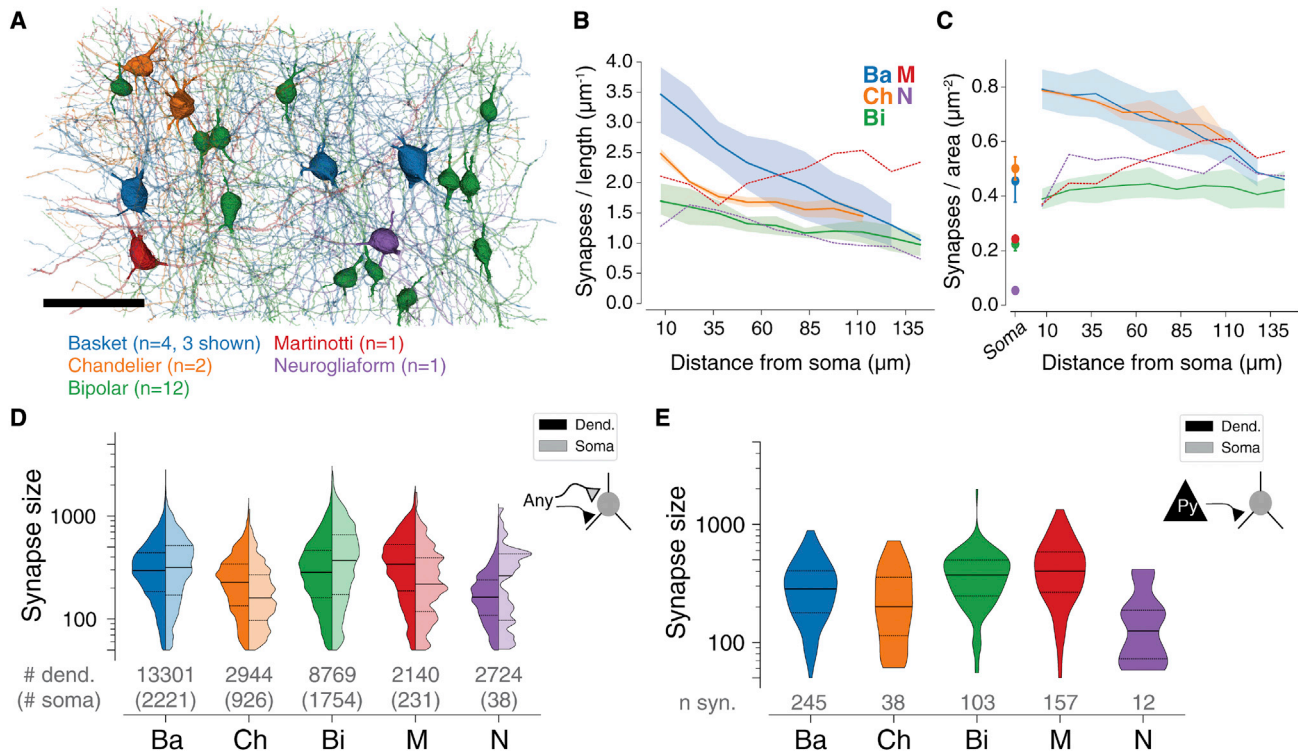 A
Basket (n=4, 3 shown)
Martinotti (n=1)
Chandelier (n=2)
Neurogliaform (n=1)
Bipolar (n=12)
B
Synapses / length (µm⁻¹)
4.0
3.5
3.0
2.5
2.0
1.5
1.0
0.5
0.0
Ba M
Ch N
Bi
10 35 60 85 110 135
Distance from soma (µm)
C
Synapses / area (µm⁻²)
0.8
0.6
0.4
0.2
0.0
Soma
10 35 60 85 110 135
Distance from soma (µm)
D
Dend.
Soma
Any
Synapse size
1000
100
# dend. 13301 2944 8769 2140 2724
(# soma) (2221) (926) (1754) (231) (38)
Ba Ch Bi M N
E
Dend.
Soma
Py
Synapse size
1000
100
n syn. 245 38 103 157 12
Ba Ch Bi M N